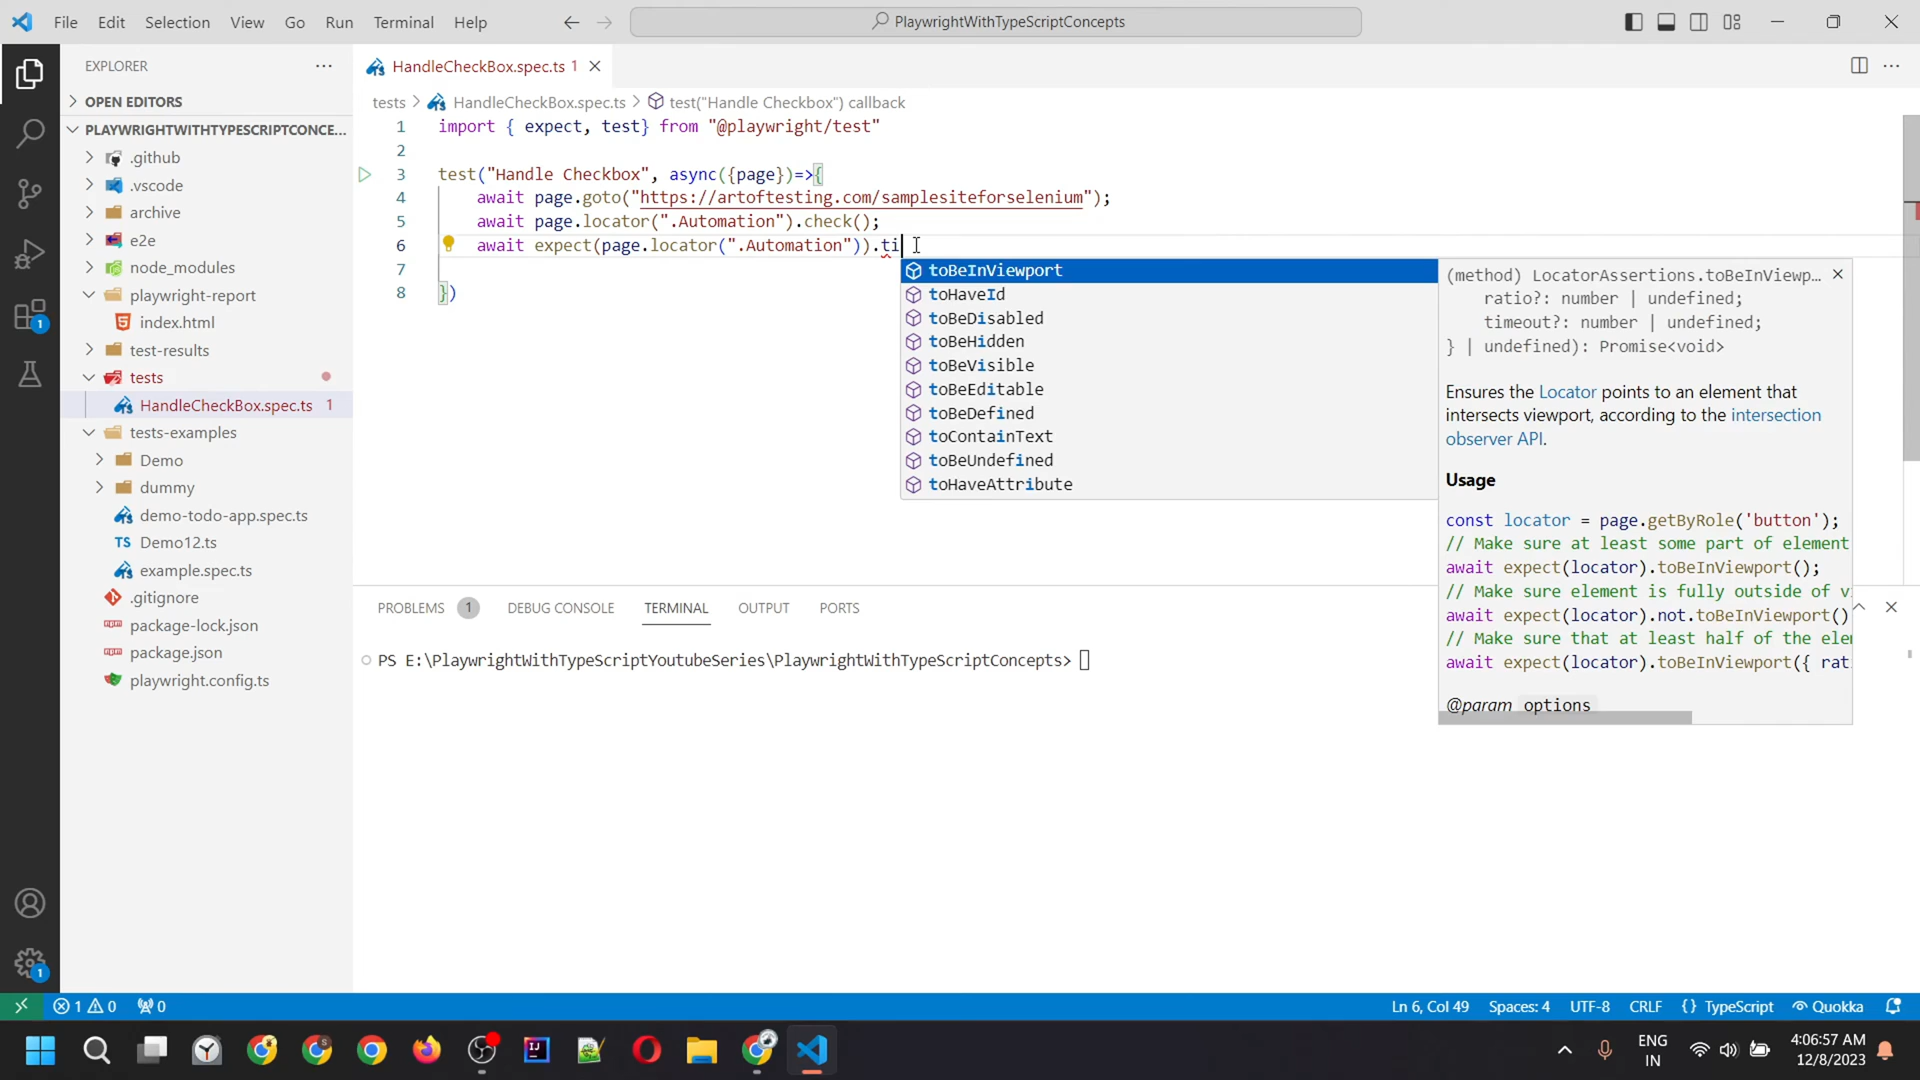 File Edit Selection View Go Run Terminal Help
PlaywrightWithTypeScriptConcepts
EXPLORER
OPEN EDITORS
PLAYWRIGHTWITHTYPESCRIPTCONCE...
.github
.vscode
archive
e2e
node_modules
playwright-report
index.html
test-results
tests
HandleCheckBox.spec.ts 1
tests-examples
Demo
dummy
demo-todo-app.spec.ts
TS Demo12.ts
example.spec.ts
.gitignore
package-lock.json
package.json
playwright.config.ts
1
1
HandleCheckBox.spec.ts 1
tests > HandleCheckBox.spec.ts > test("Handle Checkbox") callback
1 import { expect, test} from "@playwright/test"
2
3 test("Handle Checkbox", async({page})=>{
4 await page.goto("https://artoftesting.com/samplesiteforselenium");
5 await page.locator(".Automation").check();
6 await expect(page.locator(".Automation")).ti
7
8 })
toBeInViewport
toHaveId
toBeDisabled
toBeHidden
toBeVisible
toBeEditable
toBeDefined
toContainText
toBeUndefined
toHaveAttribute
(method) LocatorAssertions.toBeInViewp...
ratio?: number | undefined;
timeout?: number | undefined;
} | undefined): Promise<void>
Ensures the Locator points to an element that
intersects viewport, according to the intersection
observer API.
Usage
const locator = page.getByRole('button');
// Make sure at least some part of element
await expect(locator).toBeInViewport();
// Make sure element is fully outside of v
await expect(locator).not.toBeInViewport()
// Make sure that at least half of the ele
await expect(locator).toBeInViewport({ rat
@param options
PROBLEMS 1 DEBUG CONSOLE TERMINAL OUTPUT PORTS
PS E:\PlaywrightWithTypeScriptYoutubeSeries\PlaywrightWithTypeScriptConcepts>
1 0 0
Ln 6, Col 49 Spaces: 4 UTF-8 CRLF {} TypeScript Quokka
ENG
IN
4:06:57 AM
12/8/2023